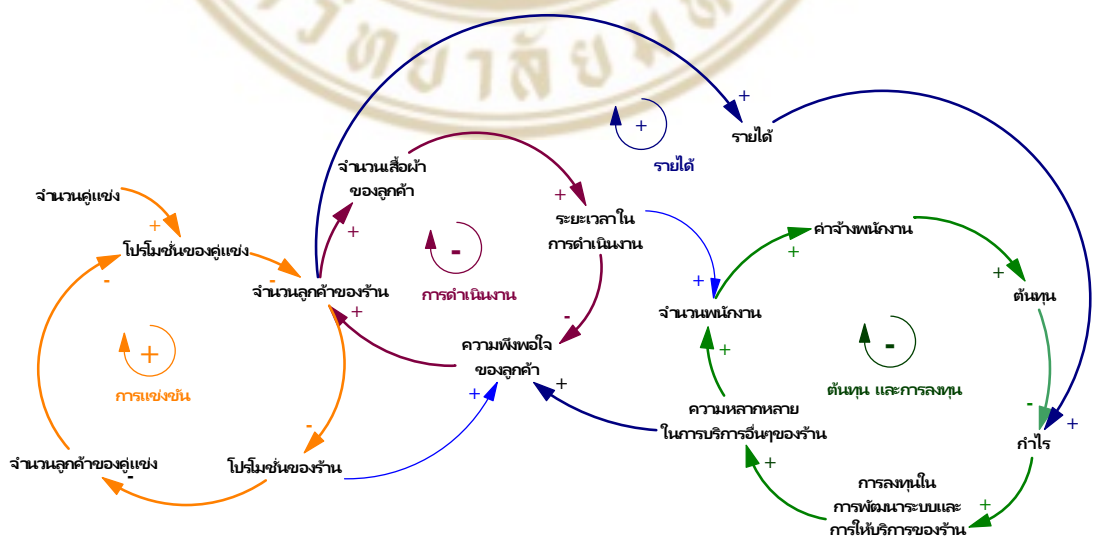 ทยาลัยม
+
รายได้
+
รายได้
จำนวนเสื้อผ้า
ของลูกค้า
จำนวนคู่แข่ง
+
ระยะเวลาใน
การดำเนินงาน
+
โปรโมชั่นของคู่แข่ง
+
-
ค่าจ้างพนักงาน
+
-
-
จำนวนลูกค้าของร้าน
การดำเนินงาน
+
+
ต้นทุน
+
จำนวนพนักงาน
-
ความพึงพอใจ
ของลูกค้า
+
+
-
การแข่งขัน
+
+
ต้นทุน และการลงทุน
ความหลากหลาย
ในการบริการอื่นๆของร้าน
-
+
-
กำไร
จำนวนลูกค้าของคู่แข่ง
-
โปรโมชั่นของร้าน
+
การลงทุนใน
การพัฒนาระบบและ
การให้บริการของร้าน
+